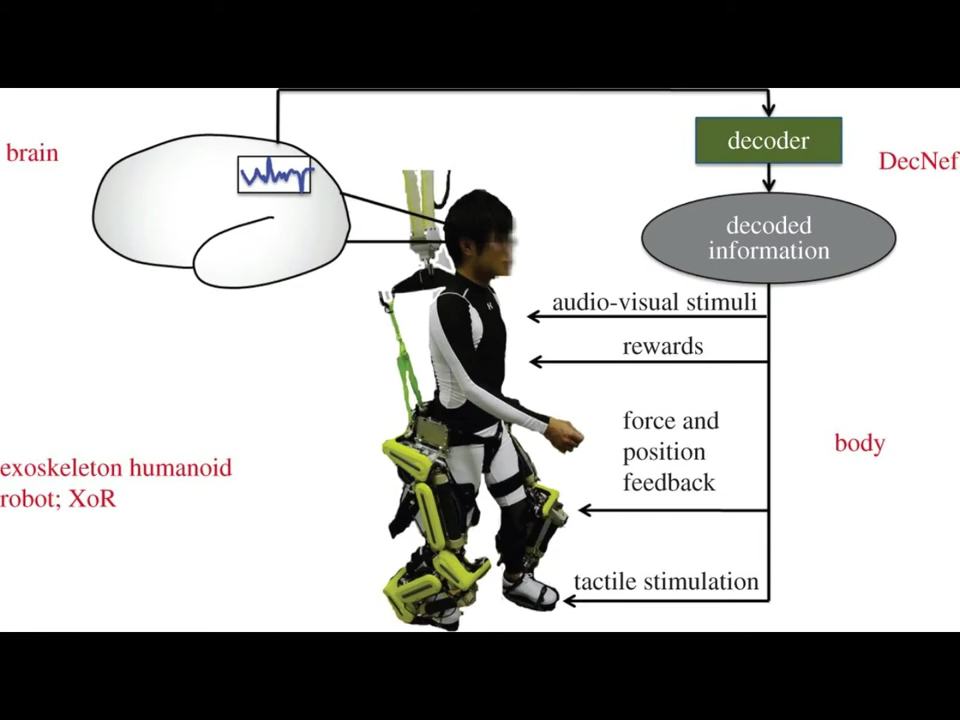 brain
decoder
DecNef
decoded
information
audio-visual stimuli
rewards
force and
position
feedback
body
exoskeleton humanoid
robot; XoR
tactile stimulation